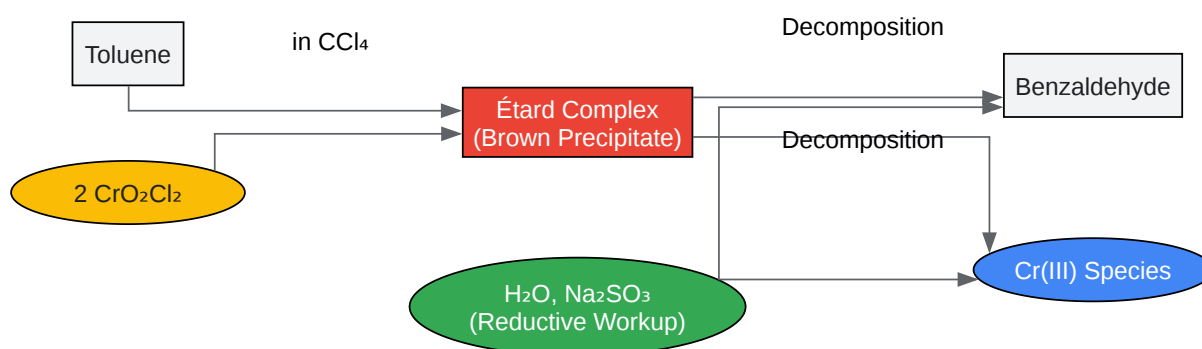 Decomposition
in CCl₄
Toluene
Benzaldehyde
Étard Complex
(Brown Precipitate)
Decomposition
2 CrO₂Cl₂
Cr(III) Species
H₂O, Na₂SO₃
(Reductive Workup)